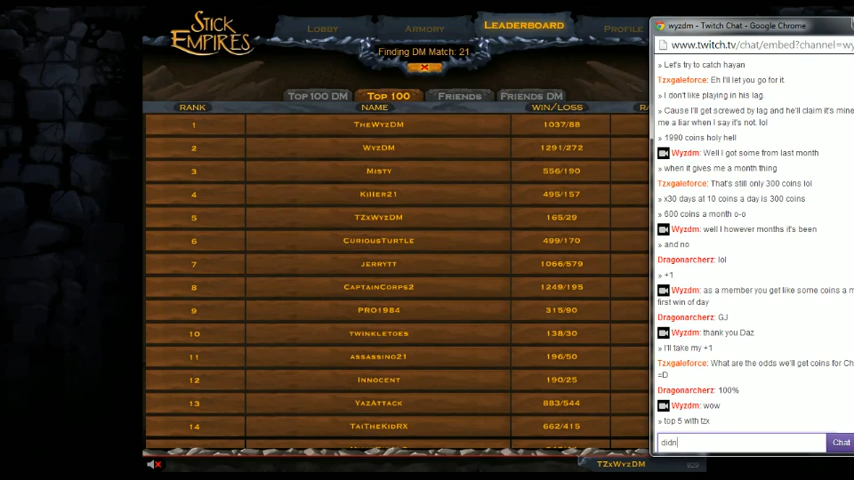 STICK EMPIRES
LOBBY ARMORY LEADERBOARD PROFILE
Finding DM Match: 21
TOP 100 DM TOP 100 FRIENDS FRIENDS DM
RANK NAME WIN/LOSS
1 TheWyzDM 1037/88
2 WyzDM 1291/272
3 Misty 556/190
4 Killer21 495/157
5 TZxWyzDM 165/29
6 CuriousTurtle 499/170
7 jerrytt 1066/579
8 CaptainCorps2 1249/195
9 PRO1984 315/90
10 twinkletoes 138/30
11 assassino21 196/50
12 Innocent 190/25
13 YazAttack 883/544
14 TaiTheKidRX 662/415
TZxWyzDM
wyzdm - Twitch Chat - Google Chrome
www.twitch.tv/chat/embed?channel=wy
» Let's try to catch hayan
Tzxgaleforce: Eh I'll let you go for it.
» I don't like playing in his lag.
» Cause I'll get screwed by lag and he'll claim it's mine
me a liar when I say it's not. lol
» 1990 coins holy hell
Wyzdm: Well I got some from last month
» when it gives me a month thing
Tzxgaleforce: That's still only 300 coins lol
» x30 days at 10 coins a day is 300 coins
» 600 coins a month o-o
Wyzdm: well I however months it's been
» and no
Dragonarcherz: lol
» +1
Wyzdm: as a member you get like some coins a m
first win of day
Dragonarcherz: GJ
Wyzdm: thank you Daz
» I'll take my +1
Tzxgaleforce: What are the odds we'll get coins for Ch
=D
Dragonarcherz: 100%
Wyzdm: wow
» top 5 with tzx
didn
Chat